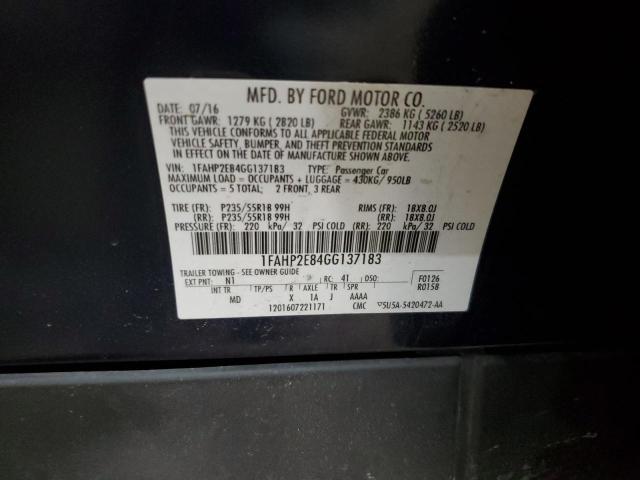 MFD. BY FORD MOTOR CO.
DATE: 07/16 GVWR: 2386 KG ( 5260 LB)
FRONT GAWR: 1279 KG ( 2820 LB) REAR GAWR: 1143 KG ( 2520 LB)
THIS VEHICLE CONFORMS TO ALL APPLICABLE FEDERAL MOTOR
VEHICLE SAFETY, BUMPER, AND THEFT PREVENTION STANDARDS
IN EFFECT ON THE DATE OF MANUFACTURE SHOWN ABOVE.
VIN: 1FAHP2E84GG137183 TYPE: Passenger Car
MAXIMUM LOAD = OCCUPANTS + LUGGAGE = 430KG/ 950LB
OCCUPANTS = 5 TOTAL: 2 FRONT, 3 REAR
TIRE (FR): P235/55R18 99H RIMS (FR): 18X8.0J
(RR): P235/55R18 99H (RR): 18X8.0J
PRESSURE (FR): 220 kPa/ 32 PSI COLD (RR): 220 kPa/ 32 PSI COLD
1FAHP2E84GG137183
TRAILER TOWING - SEE OWNER GUIDE
EXT PNT: N1 RC: 41 DSO: F0126
INT TR TP/PS R AXLE TR SPR R0158
MD X 1A J AAAA
1201607221171 CMC 5U5A-5420472-AA